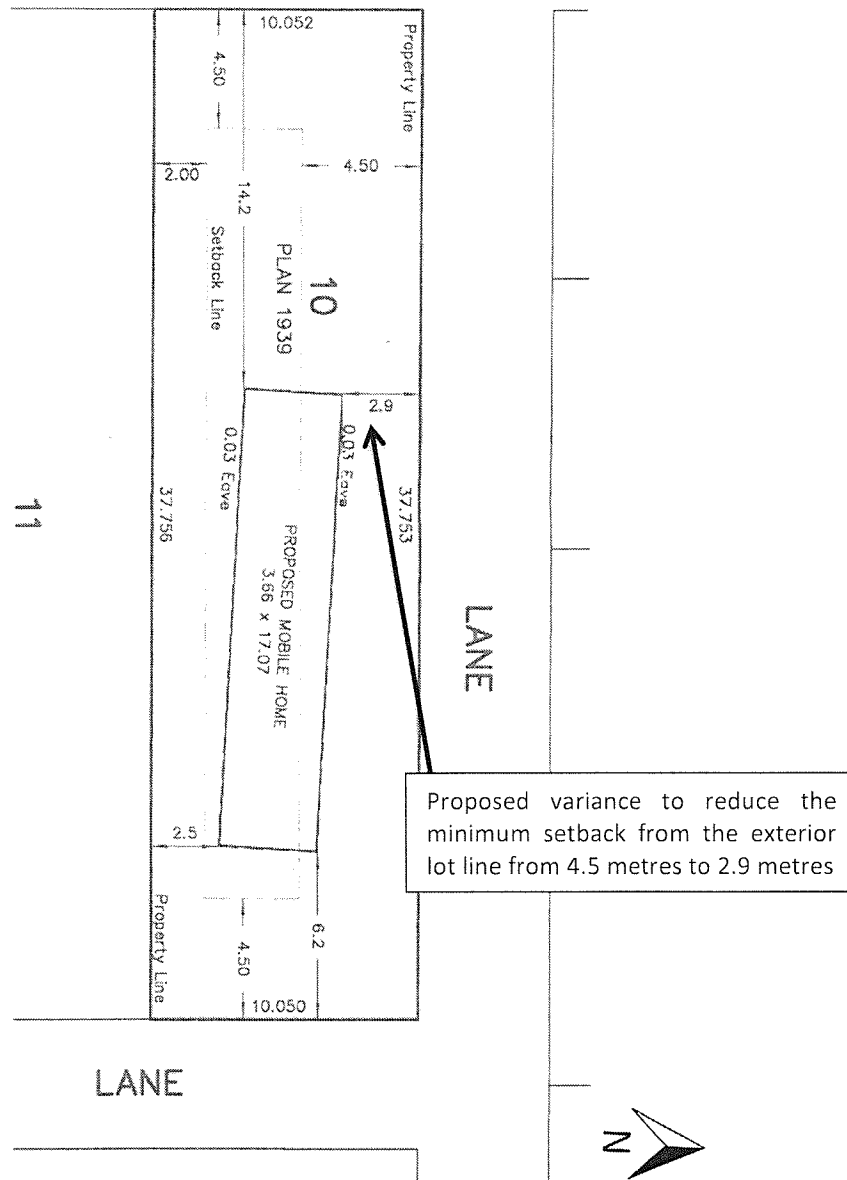 10.052
Property Line
4.50
2.00
4.50
14.2
Setback Line
PLAN 1939
10
2.9
0.03 Eave
0.03 Eave
37.756
37.753
11
PROPOSED MOBILE HOME
3.66 x 17.07
LANE
Proposed variance to reduce the
minimum setback from the exterior
lot line from 4.5 metres to 2.9 metres
2.5
Property Line
4.50
6.2
10.050
LANE
N